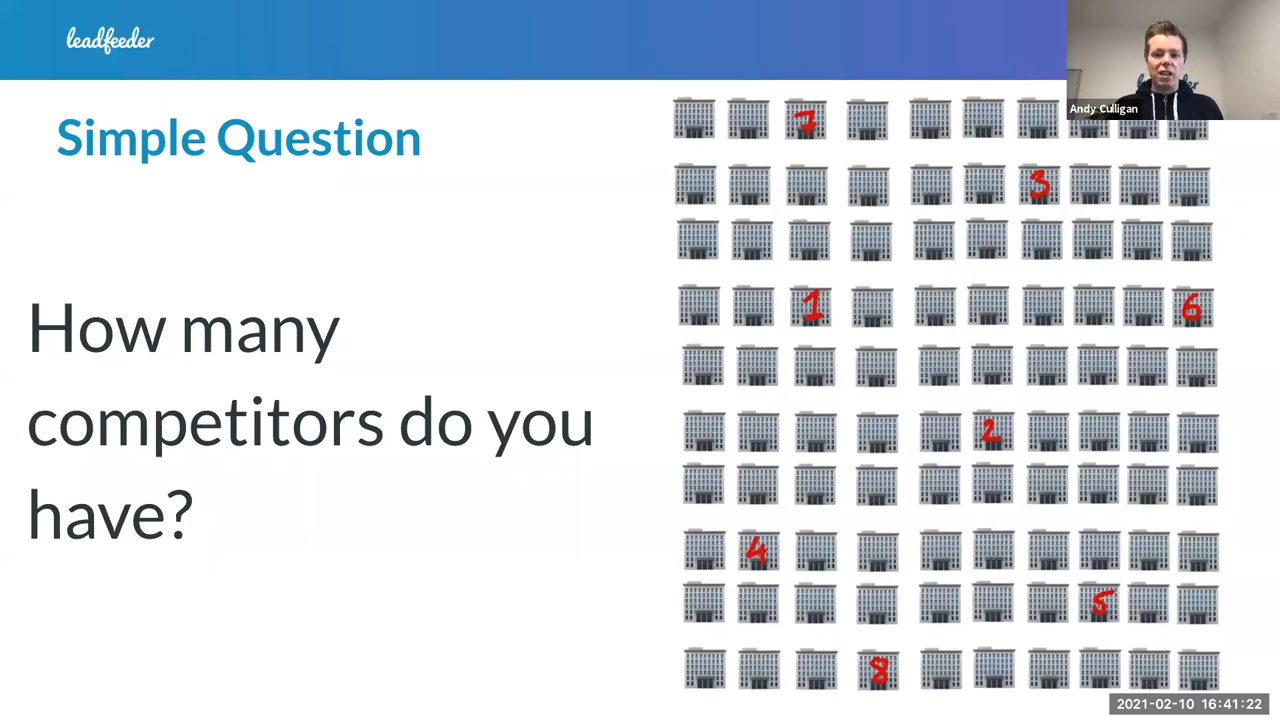 leadfeeder
Andy Culligan
Simple Question
How many
competitors do you
have?
7
3
1
6
2
4
5
8
2021-02-10 16:41:22